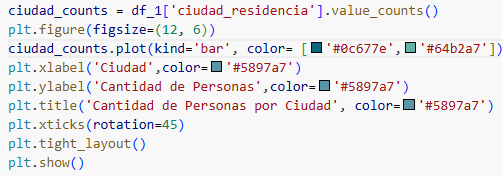 ciudad_counts = df_1['ciudad_residencia'].value_counts()
plt.figure(figsize=(12, 6))
ciudad_counts.plot(kind='bar', color= ['#0c677e','#64b2a7'])
plt.xlabel('Ciudad',color='#5897a7')
plt.ylabel('Cantidad de Personas',color='#5897a7')
plt.title('Cantidad de Personas por Ciudad', color='#5897a7')
plt.xticks(rotation=45)
plt.tight_layout()
plt.show()